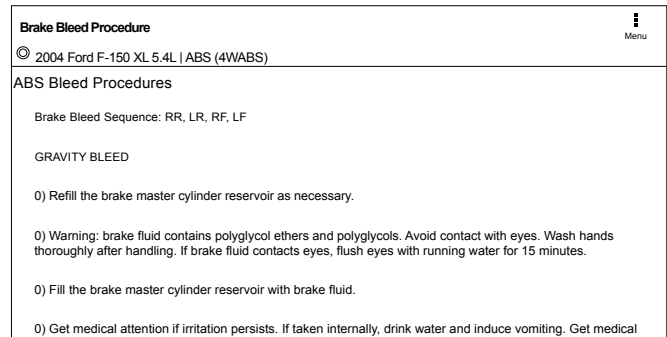 Brake Bleed Procedure
Menu
2004 Ford F-150 XL 5.4L | ABS (4WABS)
ABS Bleed Procedures
Brake Bleed Sequence: RR, LR, RF, LF
GRAVITY BLEED
0) Refill the brake master cylinder reservoir as necessary.
0) Warning: brake fluid contains polyglycol ethers and polyglycols. Avoid contact with eyes. Wash hands
thoroughly after handling. If brake fluid contacts eyes, flush eyes with running water for 15 minutes.
0) Fill the brake master cylinder reservoir with brake fluid.
0) Get medical attention if irritation persists. If taken internally, drink water and induce vomiting. Get medical